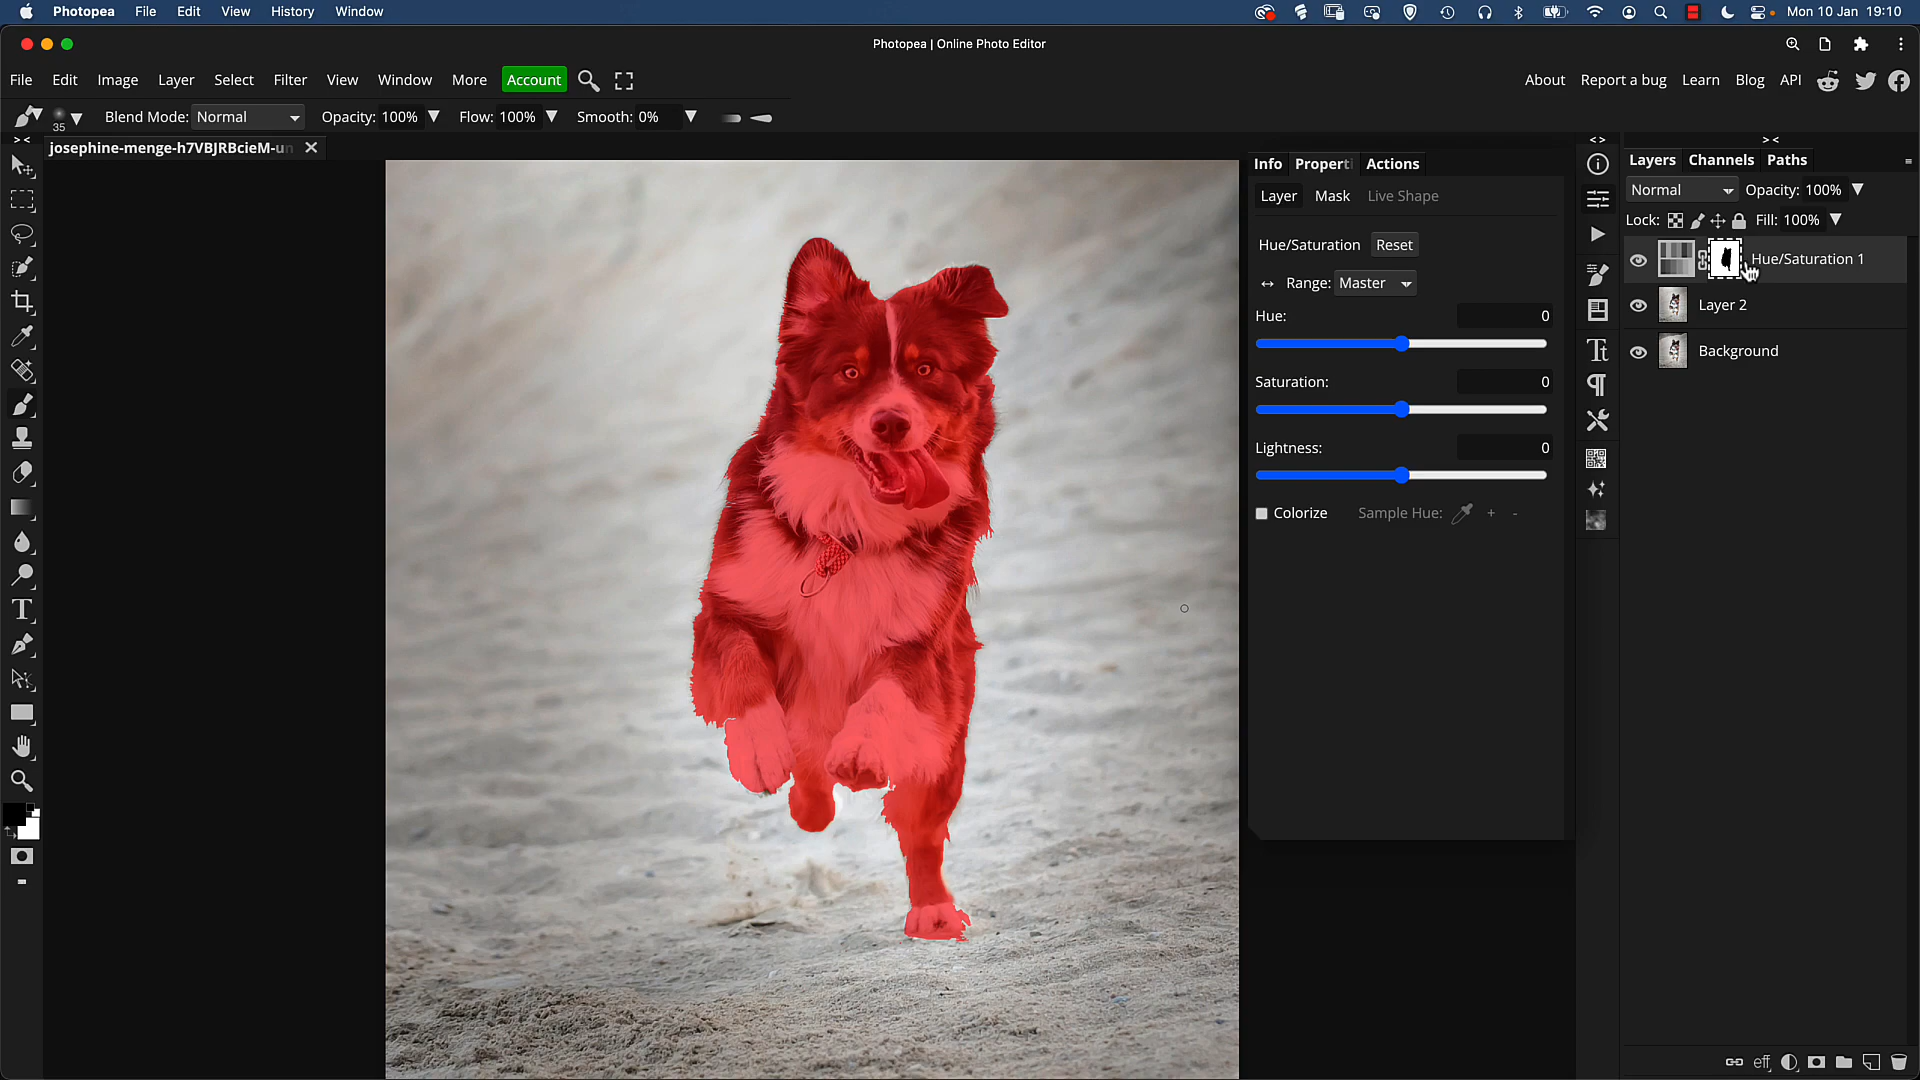 Photopea File Edit View History Window Mon 10 Jan 19:10
Photopea | Online Photo Editor
File Edit Image Layer Select Filter View Window More Account About Report a bug Learn Blog API
35 Blend Mode: Normal Opacity: 100% Flow: 100% Smooth: 0%
josephine-menge-h7VBJRBcieM-un
Info Properti Actions
Layer Mask Live Shape
Hue/Saturation Reset
Range: Master
Hue: 0
Saturation: 0
Lightness: 0
Colorize Sample Hue: + -
Layers Channels Paths
Normal Opacity: 100%
Lock: Fill: 100%
Hue/Saturation 1
Layer 2
Background
eff